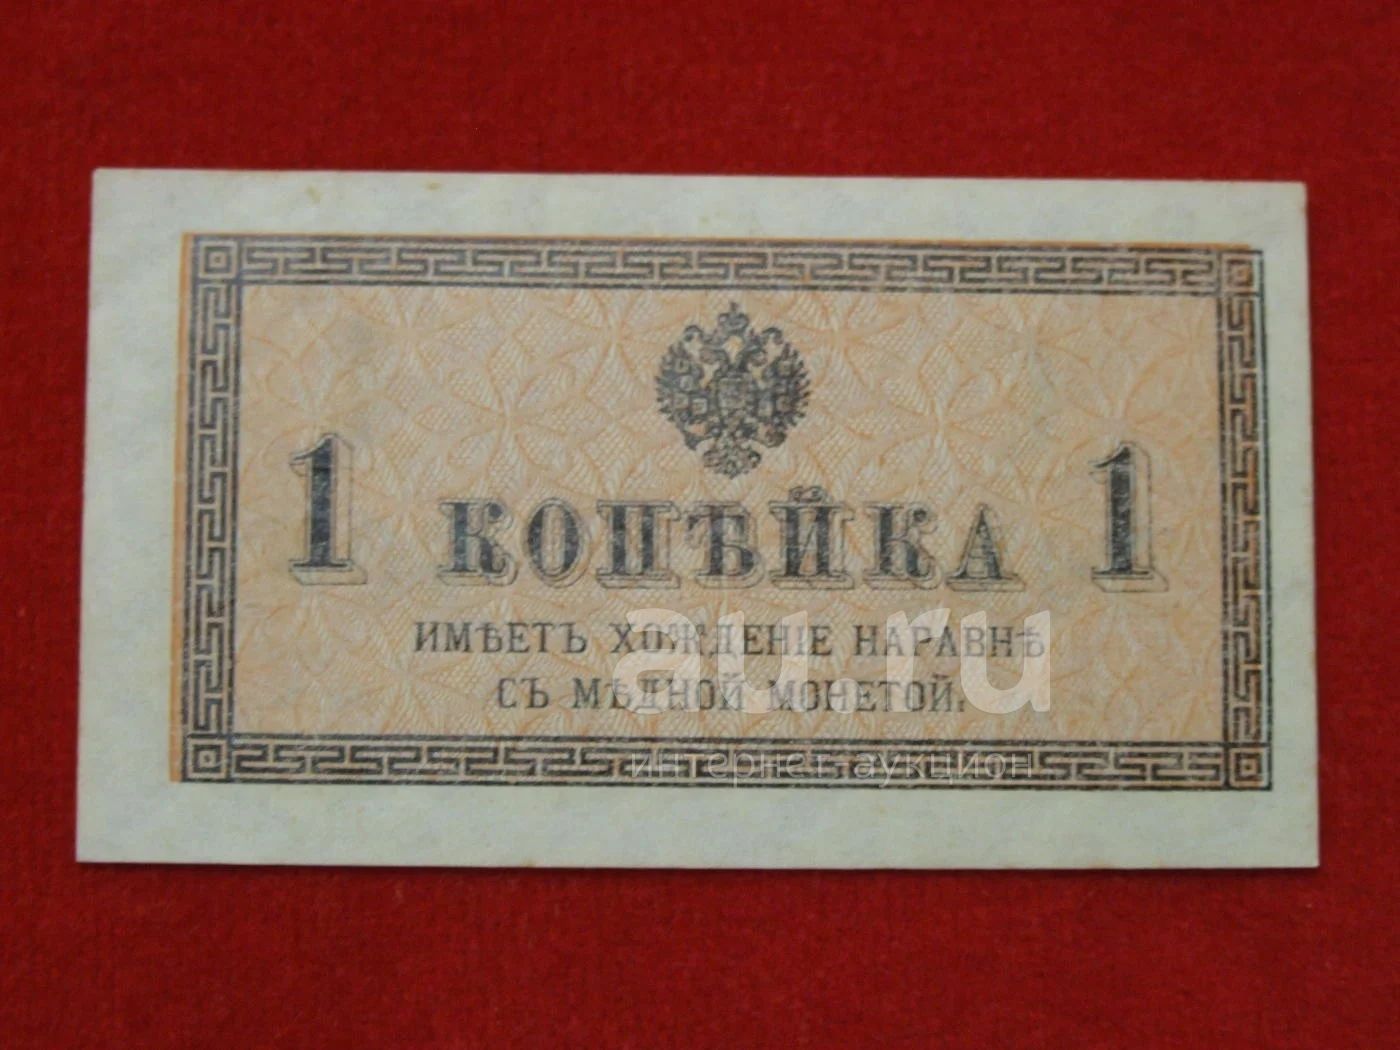 1 КОПѢЙКА 1
ИМѢЕТЪ ХОЖДЕНІЕ НАРАВНѢ
СЪ МѢДНОЙ МОНЕТОЙ.
au.ru
интернет-аукцион